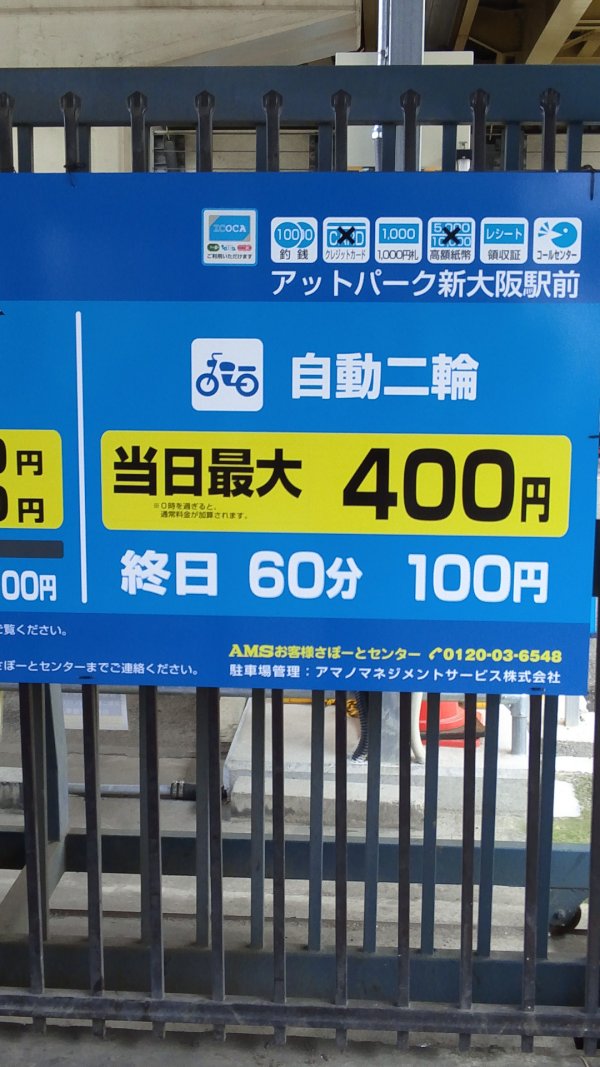 ICOCA
ご利用いただけます
100 10
釣銭
CARD
クレジットカード
1,000
1,000円札
5,000
10,000
高額紙幣
レシート
領収証
コールセンター
アットパーク新大阪駅前
自動二輪
円
円
00円
当日最大 400円
※0時を過ぎると、
通常料金が加算されます。
終日 60分 100円
ご覧ください。
さぽーとセンターまでご連絡ください。
AMSお客様さぽーとセンター 0120-03-6548
駐車場管理：アマノマネジメントサービス株式会社